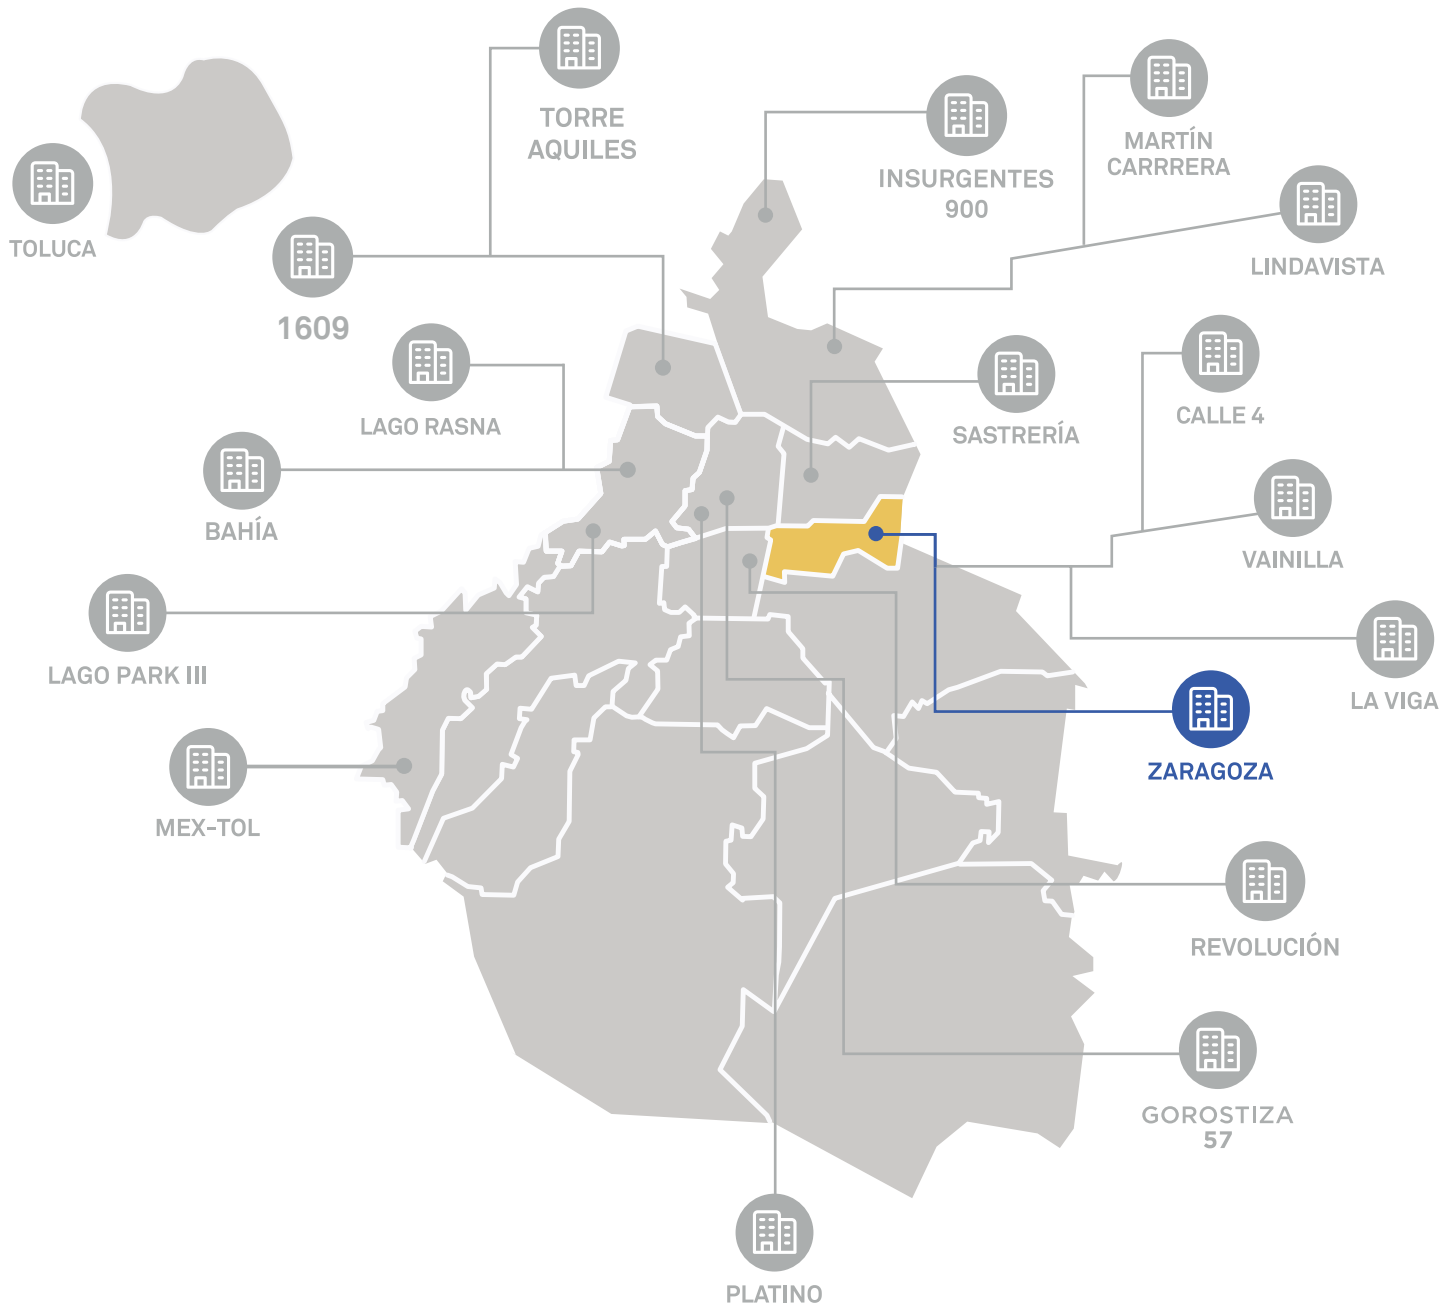 TORRE
AQUILES
MARTÍN
CARRRERA
INSURGENTES
900
TOLUCA
LINDAVISTA
1609
LAGO RASNA
SASTRERÍA
CALLE 4
BAHÍA
VAINILLA
LAGO PARK III
LA VIGA
ZARAGOZA
MEX-TOL
REVOLUCIÓN
GOROSTIZA
57
PLATINO